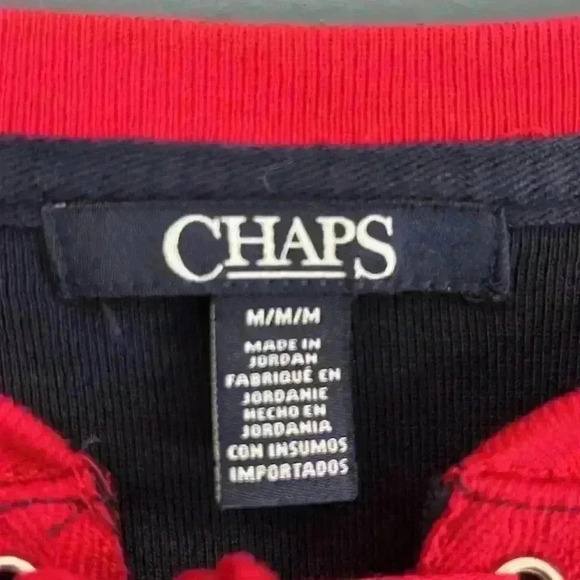 CHAPS
M/M/M
MADE IN
JORDAN
FABRIQUÉ EN
JORDANIE
HECHO EN
JORDANIA
CON INSUMOS
IMPORTADOS